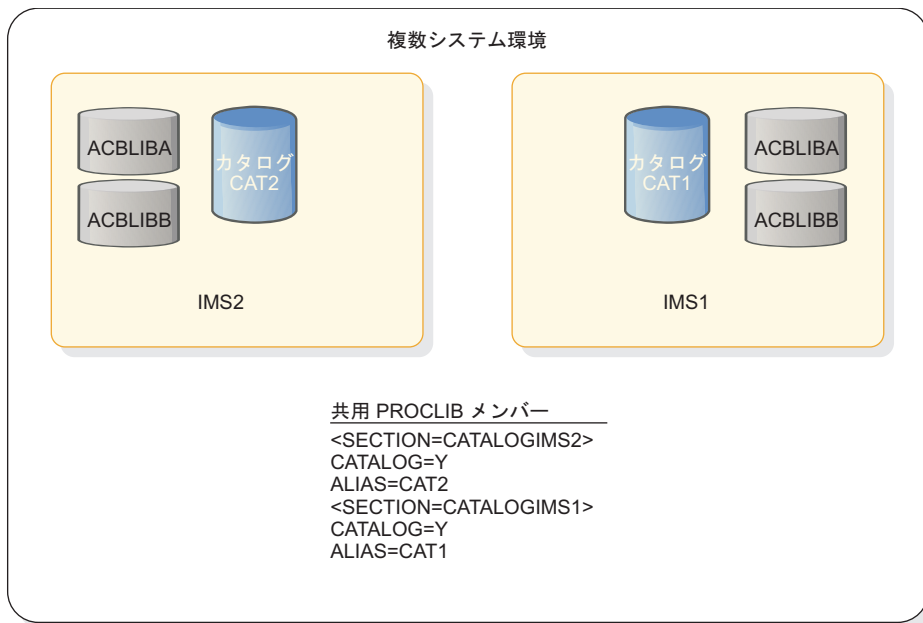 複数システム環境
ACBLIBA
ACBLIBB
カタログ
CAT2
IMS2
カタログ
CAT1
ACBLIBA
ACBLIBB
IMS1
共用 PROCLIB メンバー
<SECTION=CATALOGIMS2>
CATALOG=Y
ALIAS=CAT2
<SECTION=CATALOGIMS1>
CATALOG=Y
ALIAS=CAT1